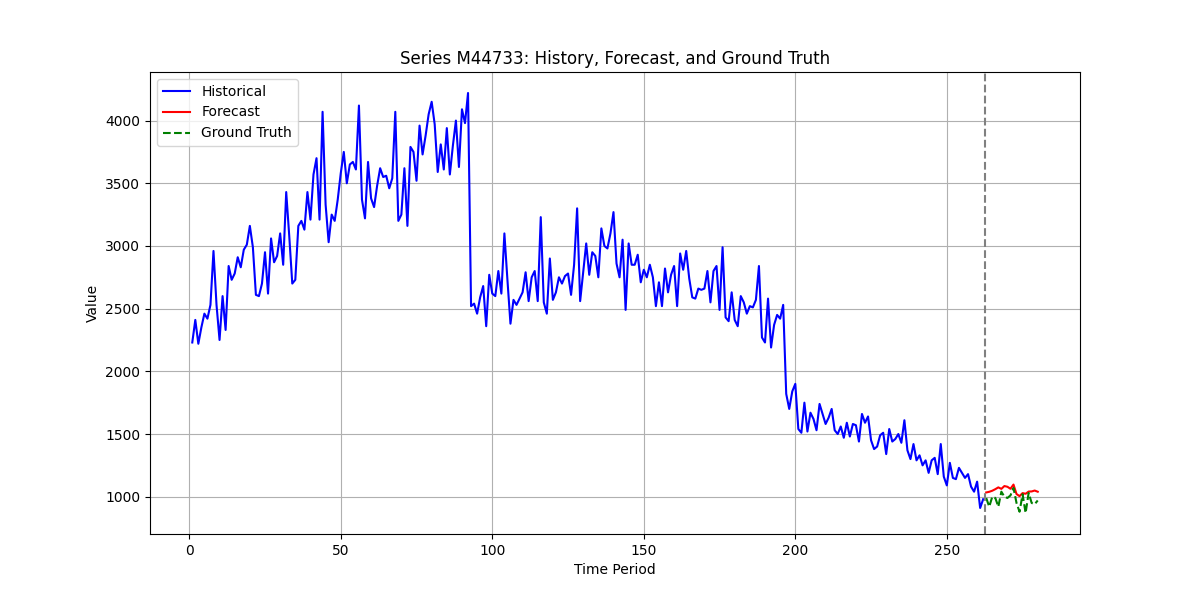 Series M44733: History, Forecast, and Ground Truth
Historical
Forecast
Ground Truth
Value
4000
3500
3000
2500
2000
1500
1000
0
50
100
150
200
250
Time Period